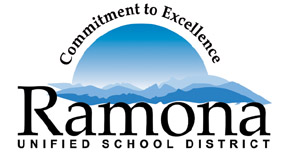 Commitment to Excellence
Ramona
UNIFIED SCHOOL DISTRICT